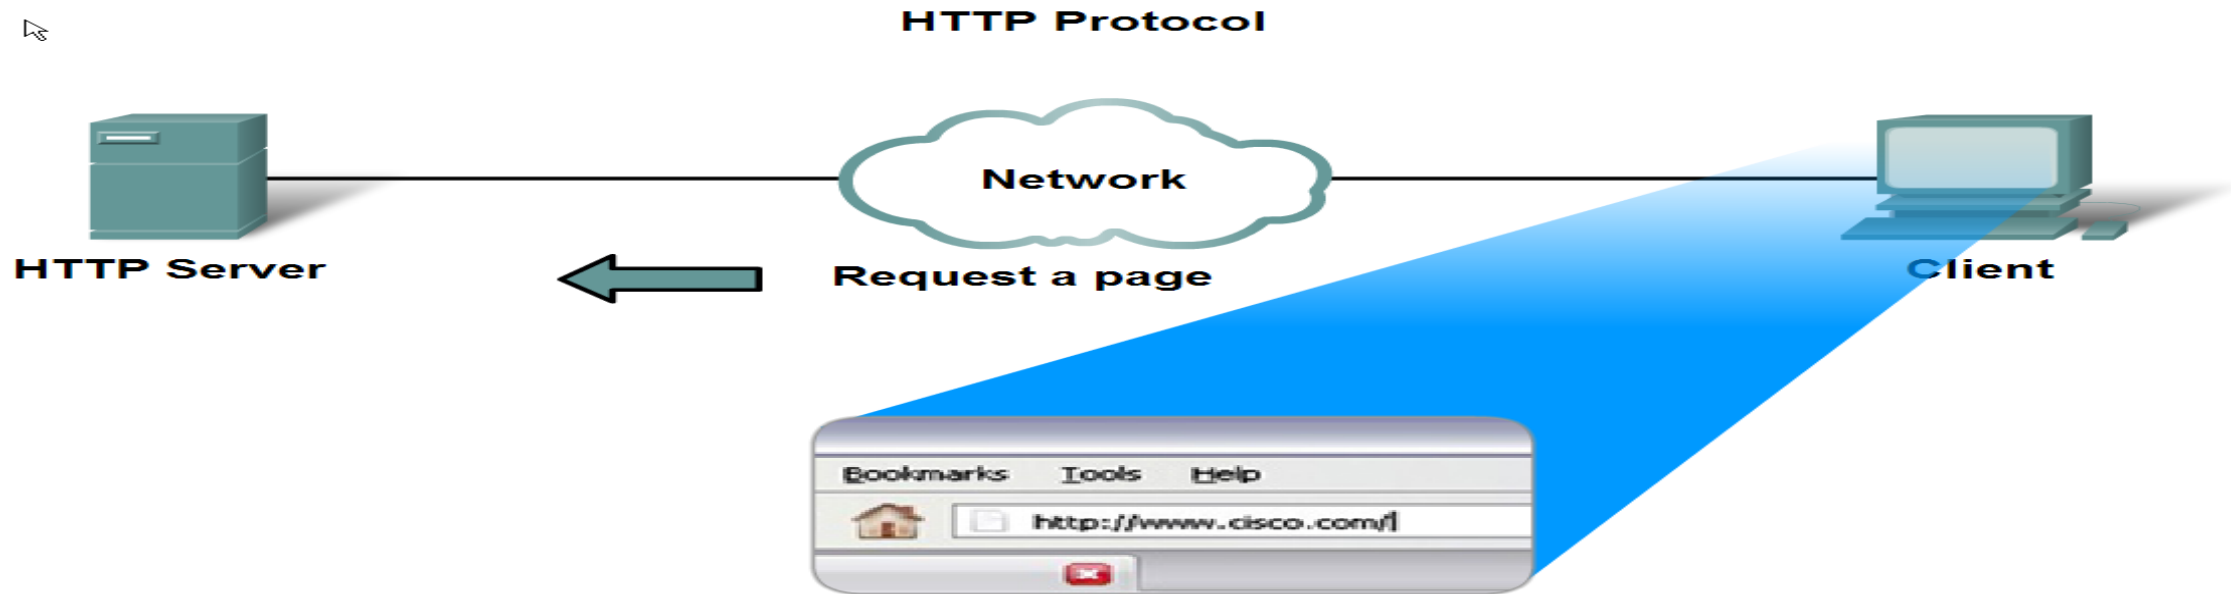 HTTP Protocol
Network
HTTP Server
Request a page
Client
Bookmarks Tools Help
http://www.cisco.com/